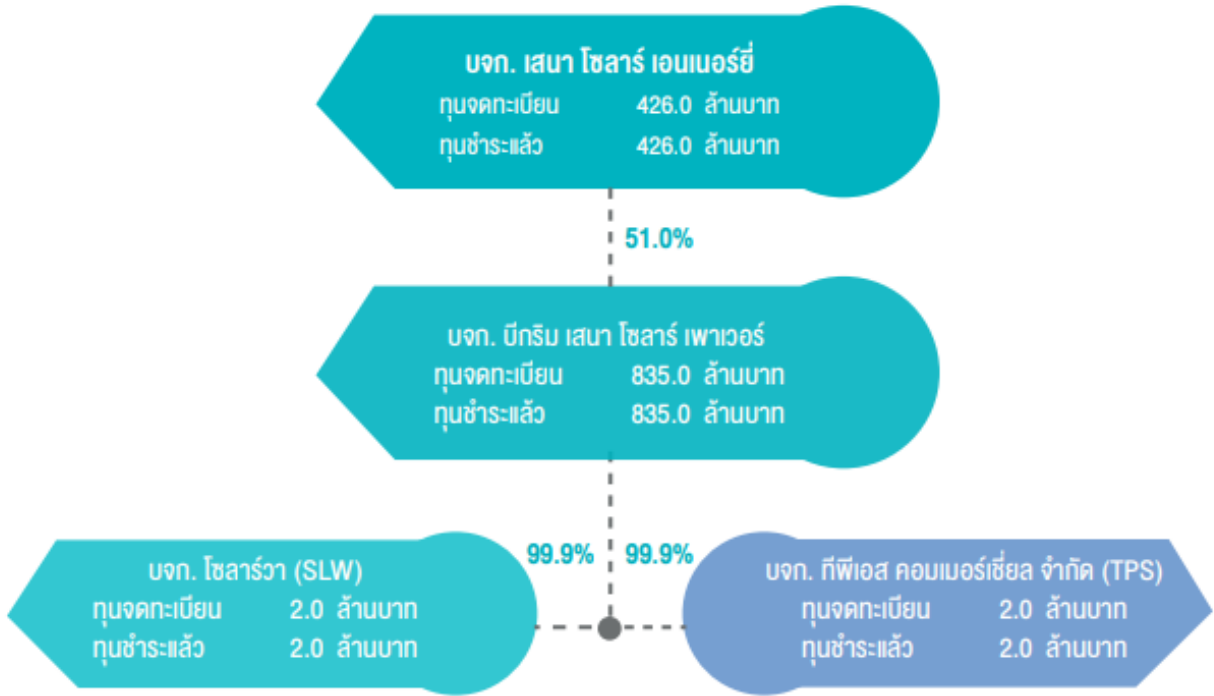 บจก. เสนา โซลาร์ เอนเนอร์ยี่
ทุนจดทะเบียน 426.0 ล้านบาท
ทุนชำระแล้ว 426.0 ล้านบาท
51.0%
บจก. บีกริม เสนา โซลาร์ เพาเวอร์
ทุนจดทะเบียน 835.0 ล้านบาท
ทุนชำระแล้ว 835.0 ล้านบาท
99.9% 99.9%
บจก. โซลาร์วา (SLW)
ทุนจดทะเบียน 2.0 ล้านบาท
ทุนชำระแล้ว 2.0 ล้านบาท
บจก. ทีพีเอส คอมเมอร์เชี่ยล จำกัด (TPS)
ทุนจดทะเบียน 2.0 ล้านบาท
ทุนชำระแล้ว 2.0 ล้านบาท